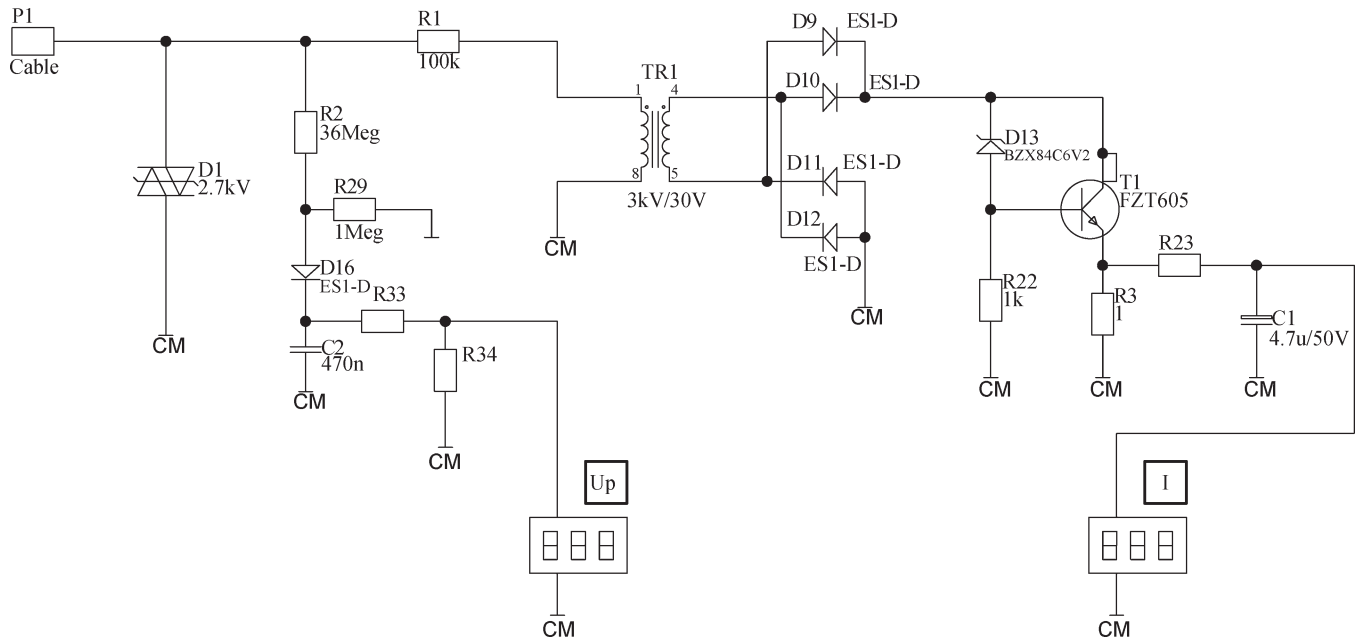 P1
Cable
R1
100k
D9
ES1-D
TR1
1
4
8
5
3kV/30V
D10
ES1-D
D11
ES1-D
D12
ES1-D
CM
CM
R2
36Meg
D1
2.7kV
R29
1Meg
D16
ES1-D
R33
C2
470n
R34
CM
CM
CM
D13
BZX84C6V2
T1
FZT605
R23
R22
1k
R3
1
C1
4.7u/50V
CM
CM
CM
Up
I
CM
CM